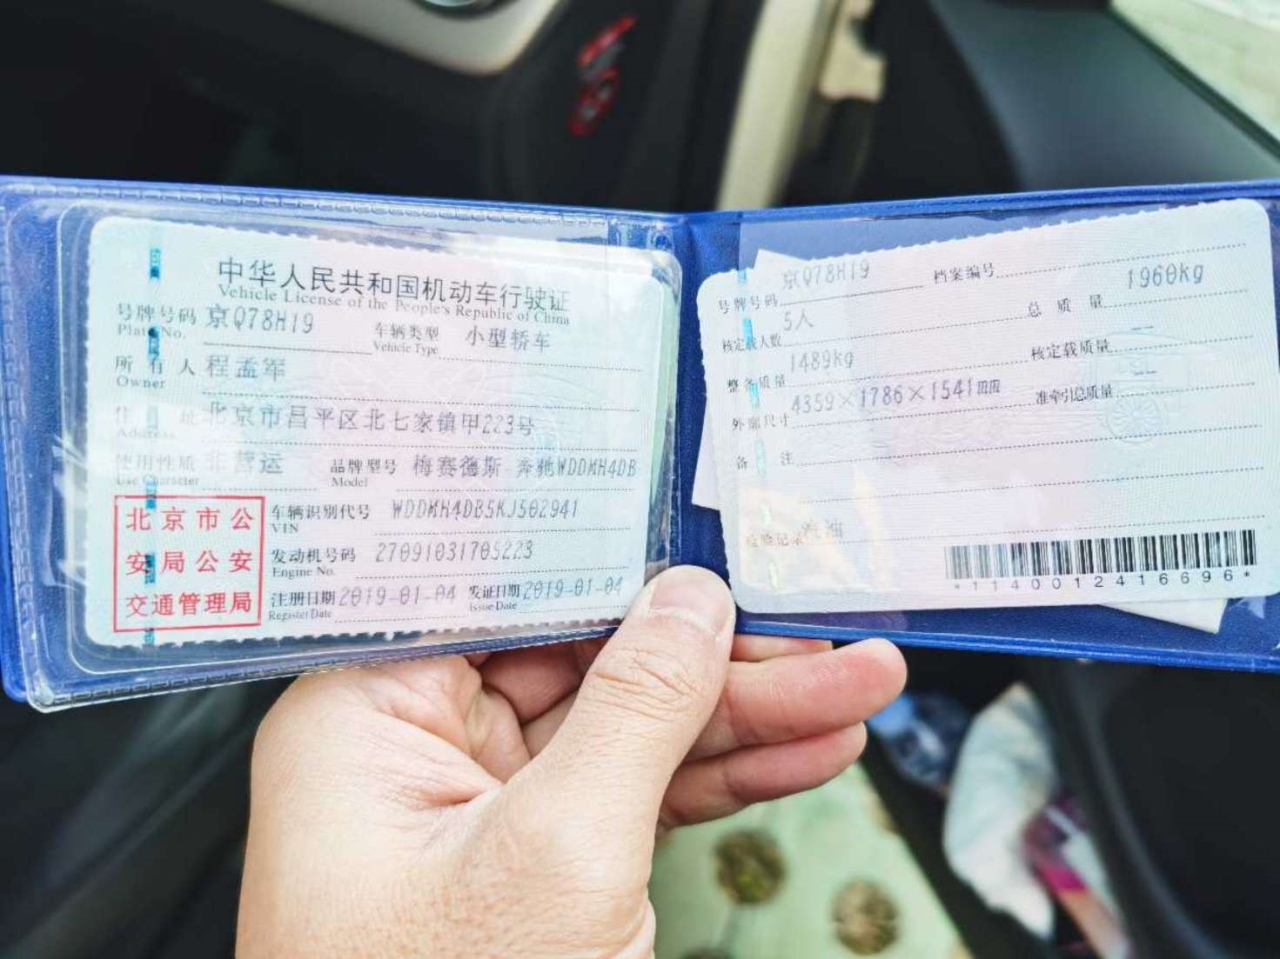 中华人民共和国机动车行驶证
Vehicle License of the People's Republic of China
号牌号码 京Q78H19 车辆类型 小型轿车
Plate No. Vehicle Type
所有人 程孟军
Owner
住址 北京市昌平区北七家镇甲223号
Address
使用性质 非营运 品牌型号 梅赛德斯-奔驰WDDMH4DB
Use Character Model
北京市公
安局公安
交通管理局
车辆识别代号 WDDMH4DB5KJ502941
VIN
发动机号码 27091031705223
Engine No.
注册日期 2019-01-04 发证日期 2019-01-04
Register Date Issue Date
号牌号码 京Q78H19 档案编号
核定载人数 5人 总质量 1960kg
整备质量 1489kg 核定载质量 --
外廓尺寸 4359×1786×1541mm 准牵引总质量 --
备注
检验记录 汽油
*1140012416696*